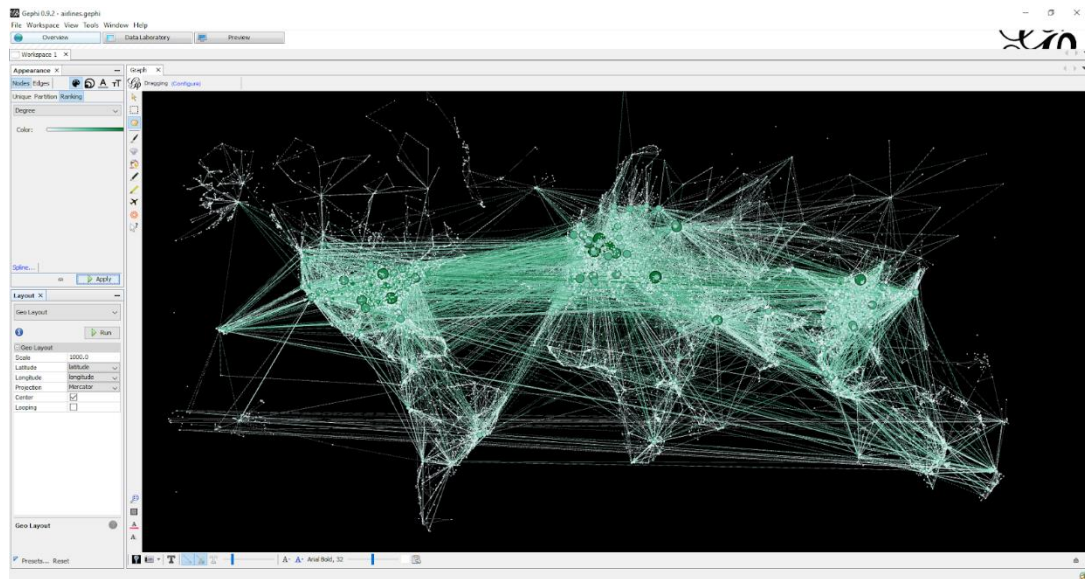 Gephi 0.9.2 - airlines.gephi
File Workspace View Tools Window Help
Overview Data Laboratory Preview
Workspace 1
Appearance
Graph
Nodes Edges
Dragging (Configure)
Unique Partition Ranking
Degree
Color:
Spline...
Apply
Layout
Geo Layout
Run
Geo Layout
Scale 1000.0
Latitude latitude
Longitude longitude
Projection Mercator
Center
Looping
Geo Layout
Presets... Reset
Arial Bold, 32